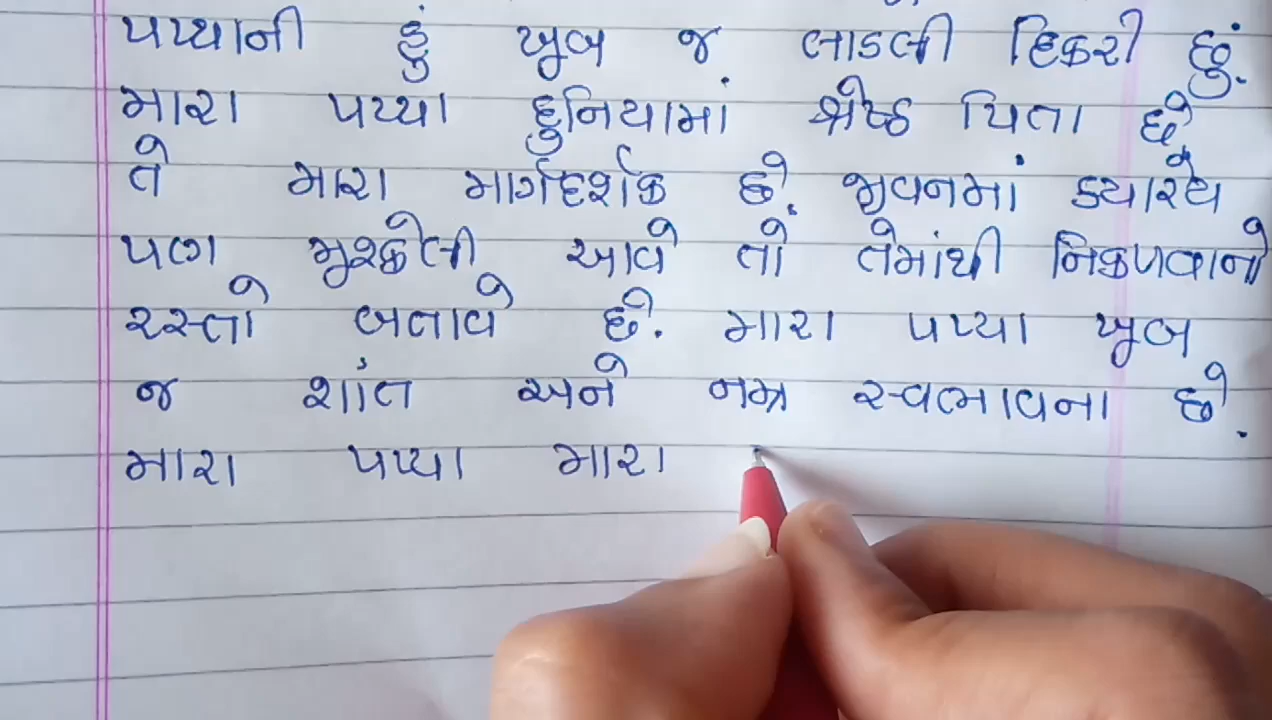 પપ્પાની હું ખૂબ જ લાડલી દિકરી છું.
મારા પપ્પા દુનિયામાં શ્રેષ્ઠ પિતા છે,
તે મારા માર્ગદર્શક છે. જીવનમાં ક્યારેય
પણ મુશ્કેલી આવે તો તેમાંથી નિકળવાનો
રસ્તો બતાવે છે. મારા પપ્પા ખૂબ
જ શાંત અને નમ્ર સ્વભાવના છે.
મારા પપ્પા મારા